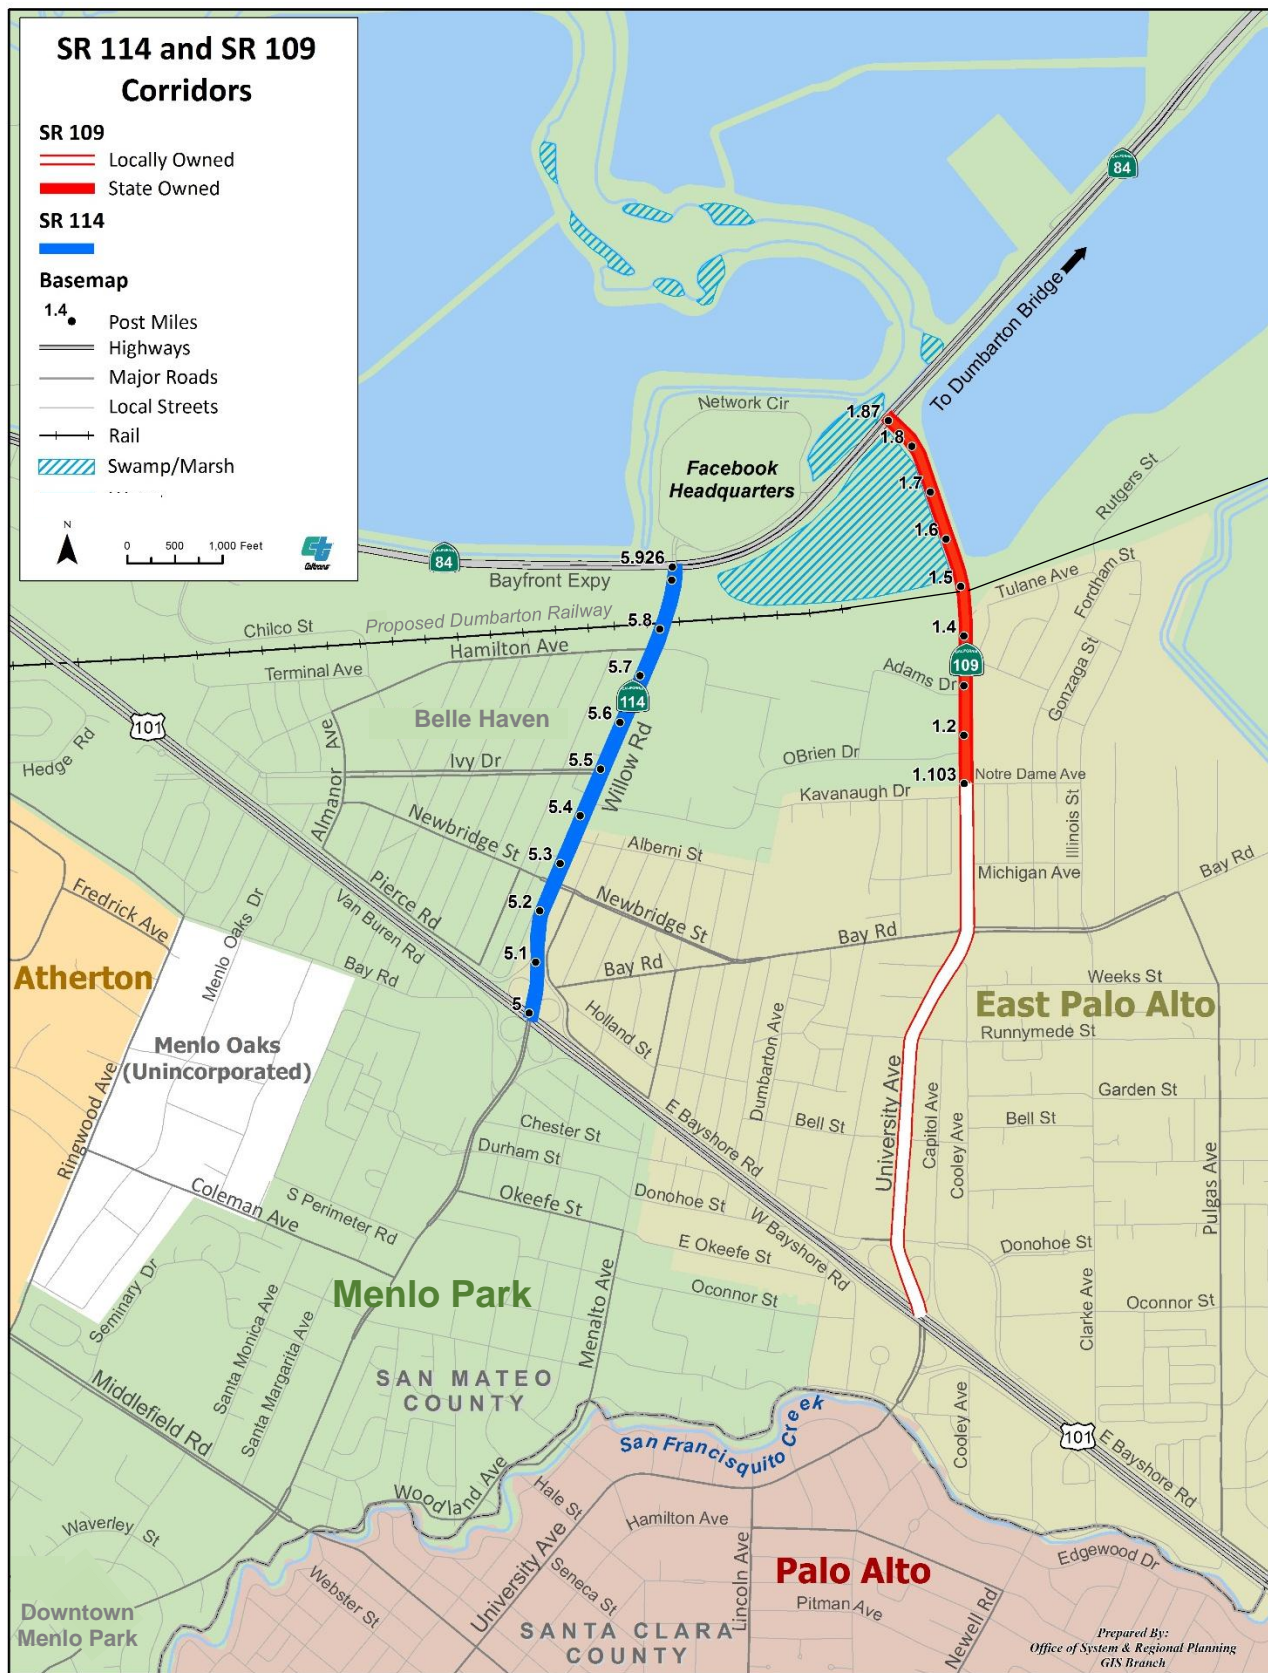 SR 114 and SR 109
Corridors
SR 109
Locally Owned
State Owned
SR 114
Basemap
1.4
Post Miles
Highways
Major Roads
Local Streets
Rail
Swamp/Marsh
N
0 500 1,000 Feet
Caltrans
CALIFORNIA
84
To Dumbarton Bridge
Network Cir
1.87
1.8
Facebook
Headquarters
1.7
Rutgers St
1.6
5.926
84
Bayfront Expy
1.5
Tulane Ave
Fordham St
Proposed Dumbarton Railway
Chilco St
5.8
1.4
Hamilton Ave
CALIFORNIA
109
Gonzaga St
Terminal Ave
5.7
Adams Dr
114
101
Belle Haven
5.6
1.2
Hedge Rd
Almanor Ave
Ivy Dr
5.5
Willow Rd
OBrien Dr
1.103
Notre Dame Ave
Kavanaugh Dr
Illinois St
5.4
Newbridge St
Alberni St
5.3
Michigan Ave
Bay Rd
Fredrick Ave
Pierce Rd
Menlo Oaks Dr
Van Buren Rd
5.2
Newbridge St
Bay Rd
5.1
Bay Rd
Bay Rd
Atherton
Weeks St
5
Holland St
East Palo Alto
Menlo Oaks
(Unincorporated)
Runnymede St
Dumbarton Ave
Ringwood Ave
University Ave
Capitol Ave
Cooley Ave
Garden St
E Bayshore Rd
Chester St
Bell St
Bell St
Durham St
Pulgas Ave
Coleman Ave
S Perimeter Rd
Okeefe St
Donohoe St
W Bayshore Rd
E Okeefe St
Donohoe St
Seminary Dr
Menlo Park
Oconnor St
Clarke Ave
Oconnor St
Santa Monica Ave
Santa Margarita Ave
Menalto Ave
SAN MATEO
COUNTY
Middlefield Rd
San Francisquito Creek
Cooley Ave
101
E Bayshore Rd
Woodland Ave
Hale St
Waverley St
University Ave
Hamilton Ave
Lincoln Ave
Edgewood Dr
Webster St
Seneca St
Palo Alto
Pitman Ave
Newell Rd
Downtown
Menlo Park
SANTA CLARA
COUNTY
Prepared By:
Office of System & Regional Planning
GIS Branch